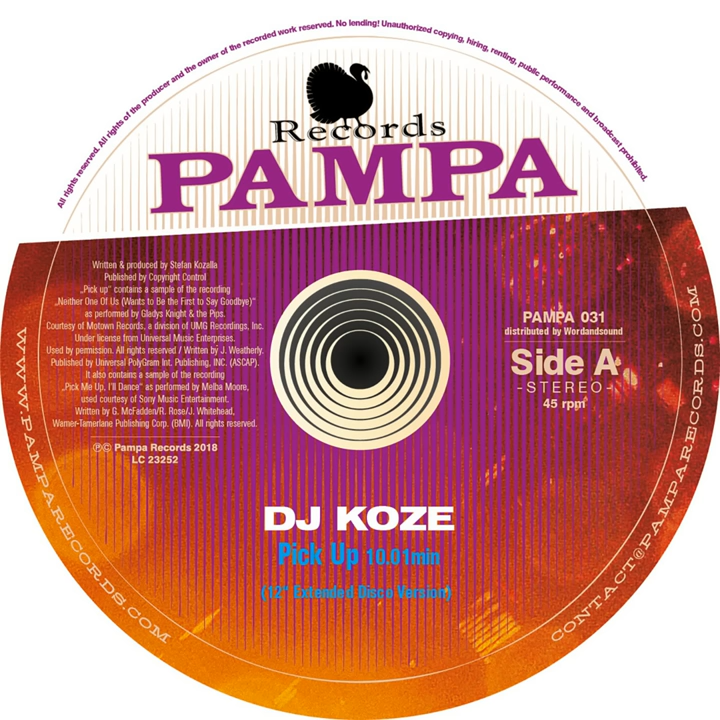 All rights reserved. All rights of the producer and the owner of the recorded work reserved. No lending! Unauthorized copying, hiring, renting, public performance and broadcast prohibited.
Records
PAMPA
Written & produced by Stefan Kozalla
Published by Copyright Control
„Pick up" contains a sample of the recording
„Neither One Of Us (Wants to Be the First to Say Goodbye)"
as performed by Gladys Knight & the Pips.
Courtesy of Motown Records, a division of UMG Recordings, Inc.
Under license from Universal Music Enterprises.
Used by permission. All rights reserved / Written by J. Weatherly.
Published by Universal PolyGram Int. Publishing, INC. (ASCAP).
It also contains a sample of the recording
„Pick Me Up, I'll Dance" as performed by Melba Moore,
used courtesy of Sony Music Entertainment.
Written by G. McFadden/R. Rose/J. Whitehead,
Warner-Tamerlane Publishing Corp. (BMI). All rights reserved.
ⓅⒸ Pampa Records 2018
LC 23252
PAMPA 031
distributed by Wordandsound
Side A
-STEREO-
45 rpm
DJ KOZE
Pick Up 10.01min
(12" Extended Disco Version)
WWW.PAMPARECORDS.COM
CONTACT@PAMPARECORDS.COM